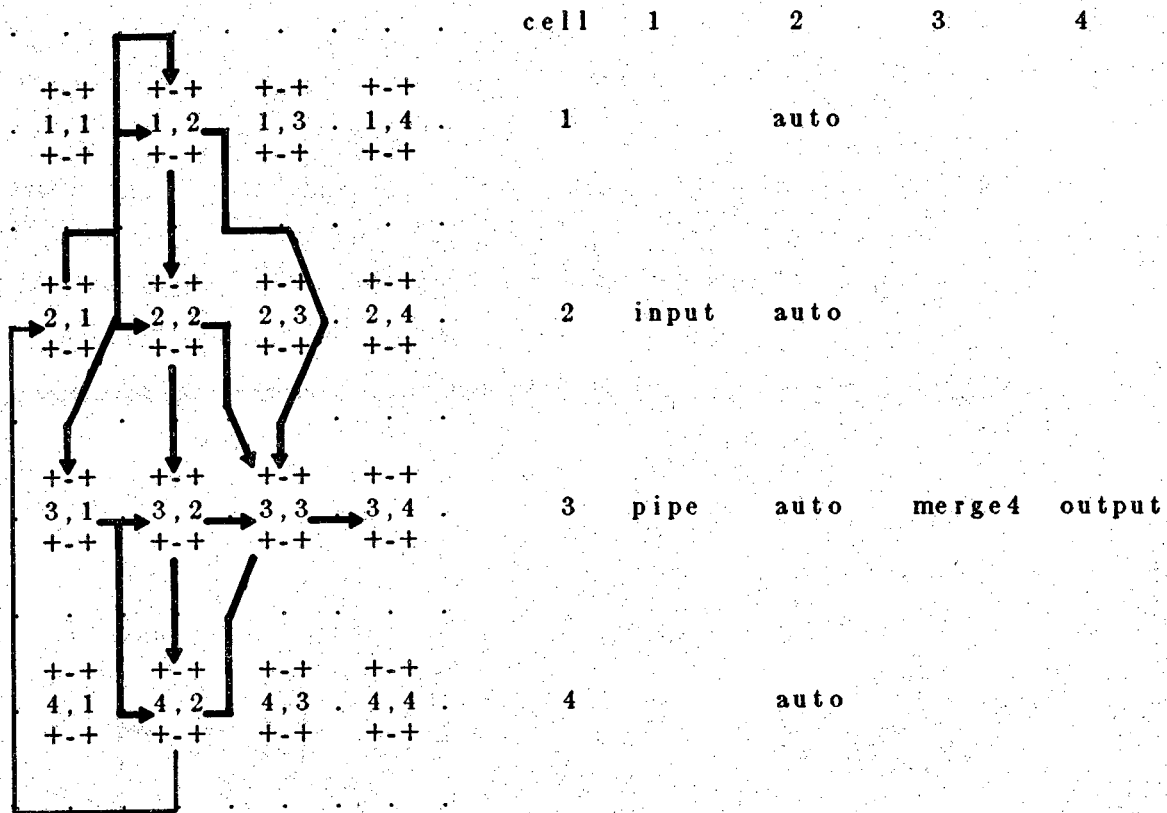 cell 1 2 3 4
+-+ +-+ +-+ +-+
1,1 1,2 1,3 . 1,4 . 1 auto
+-+ +-+ +-+ +-+
+-+ +-+ +-+ +-+
2,1 2,2 2,3 . 2,4 . 2 input auto
+-+ +-+ +-+ +-+
+-+ +-+ +-+ +-+
3,1 3,2 3,3 3,4 . 3 pipe auto merge4 output
+-+ +-+ +-+ +-+
+-+ +-+ +-+ +-+
4,1 4,2 4,3 . 4,4 . 4 auto
+-+ +-+ +-+ +-+